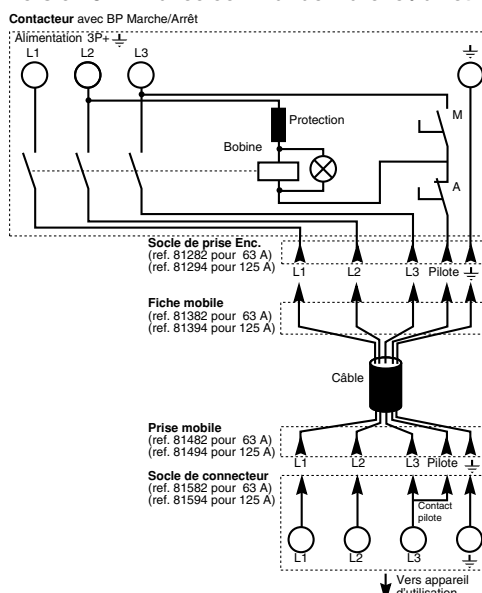 Contacteur avec BP Marche/Arrêt
Alimentation 3P+
L1 L2 L3
Protection
M
Bobine
A
Socle de prise Enc.
(ref. 81282 pour 63 A)
(ref. 81294 pour 125 A)
L1 L2 L3 Pilote
Fiche mobile
(ref. 81382 pour 63 A)
(ref. 81394 pour 125 A)
Câble
Prise mobile
(ref. 81482 pour 63 A)
(ref. 81494 pour 125 A)
L1 L2 L3 Pilote
Socle de connecteur
(ref. 81582 pour 63 A)
(ref. 81594 pour 125 A)
Contact
pilote
L1 L2 L3
Vers appareil
d'utilisation